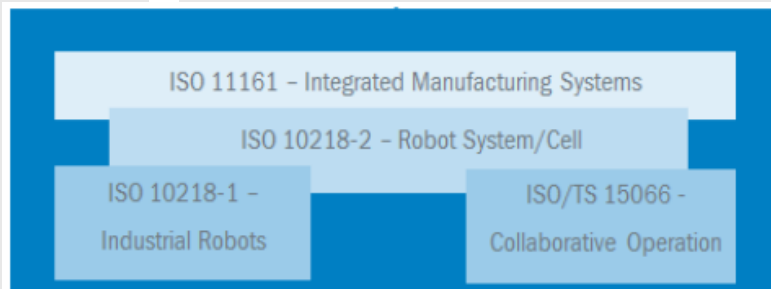 ISO 11161 – Integrated Manufacturing Systems
ISO 10218-2 – Robot System/Cell
ISO 10218-1 –
Industrial Robots
ISO/TS 15066 -
Collaborative Operation